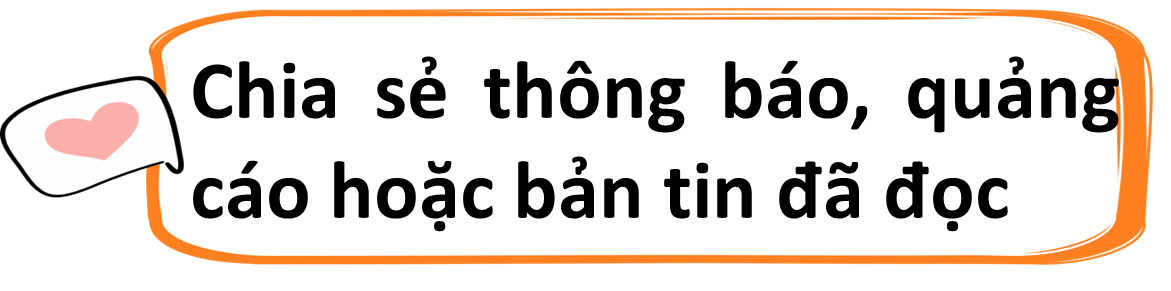 Chia sẻ thông báo, quảng
cáo hoặc bản tin đã đọc